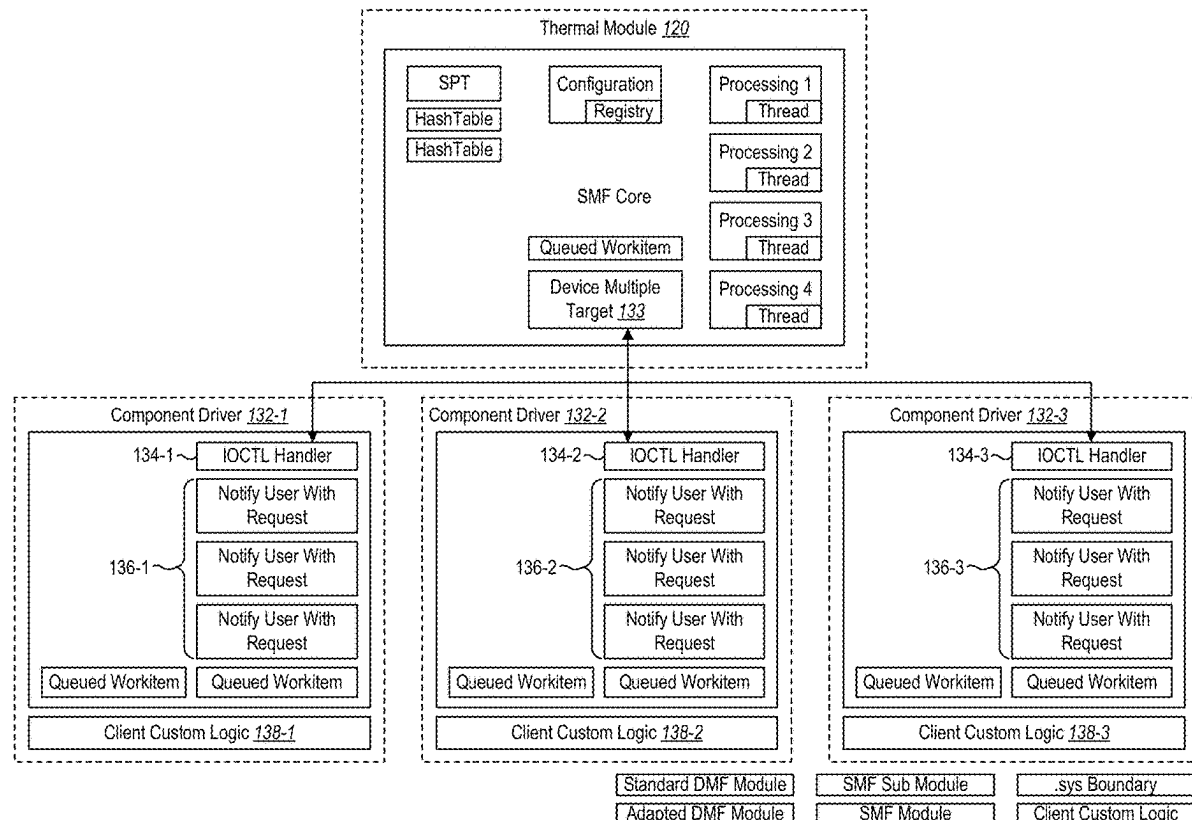 Thermal Module 120
SPT
HashTable
HashTable
Configuration
Registry
Processing 1
Thread
Processing 2
Thread
SMF Core
Processing 3
Thread
Queued Workitem
Device Multiple
Target 133
Processing 4
Thread
Component Driver 132-1
134-1
IOCTL Handler
Notify User With
Request
136-1
Notify User With
Request
Notify User With
Request
Queued Workitem
Queued Workitem
Client Custom Logic 138-1
Component Driver 132-2
134-2
IOCTL Handler
Notify User With
Request
136-2
Notify User With
Request
Notify User With
Request
Queued Workitem
Queued Workitem
Client Custom Logic 138-2
Component Driver 132-3
134-3
IOCTL Handler
Notify User With
Request
136-3
Notify User With
Request
Notify User With
Request
Queued Workitem
Queued Workitem
Client Custom Logic 138-3
Standard DMF Module
SMF Sub Module
.sys Boundary
Adapted DMF Module
SMF Module
Client Custom Logic